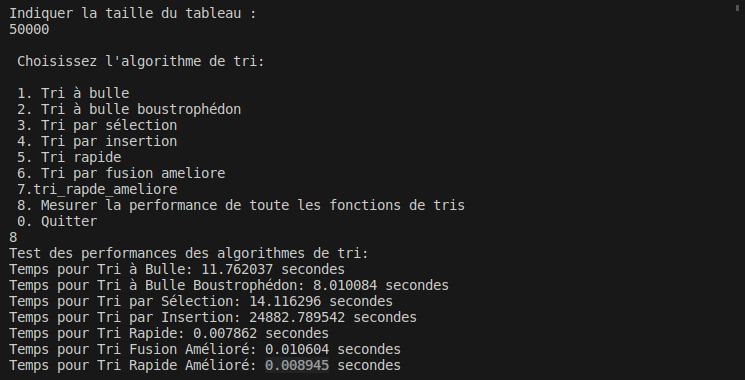 Indiquer la taille du tableau :
50000
Choisissez l'algorithme de tri:
1. Tri à bulle
2. Tri à bulle boustrophédon
3. Tri par sélection
4. Tri par insertion
5. Tri rapide
6. Tri par fusion ameliore
7.tri_rapde_ameliore
8. Mesurer la performance de toute les fonctions de tris
0. Quitter
8
Test des performances des algorithmes de tri:
Temps pour Tri à Bulle: 11.762037 secondes
Temps pour Tri à Bulle Boustrophédon: 8.010084 secondes
Temps pour Tri par Sélection: 14.116296 secondes
Temps pour Tri par Insertion: 24882.789542 secondes
Temps pour Tri Rapide: 0.007862 secondes
Temps pour Tri Fusion Amélioré: 0.010604 secondes
Temps pour Tri Rapide Amélioré: 0.008945 secondes